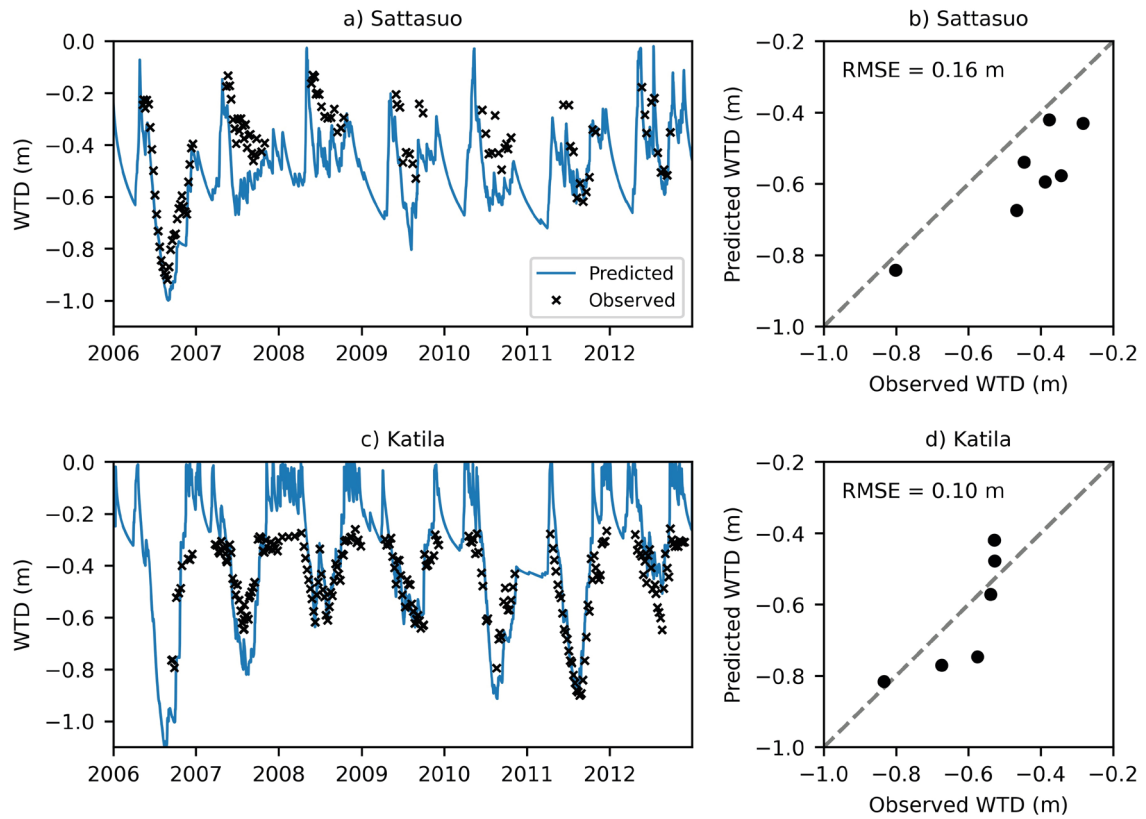 a) Sattasuo
0.0
−0.2
−0.4
−0.6
−0.8
−1.0
WTD (m)
Predicted
Observed
2006 2007 2008 2009 2010 2011 2012
b) Sattasuo
RMSE = 0.16 m
−0.2
−0.4
−0.6
−0.8
−1.0
Predicted WTD (m)
−1.0 −0.8 −0.6 −0.4 −0.2
Observed WTD (m)
c) Katila
0.0
−0.2
−0.4
−0.6
−0.8
−1.0
WTD (m)
2006 2007 2008 2009 2010 2011 2012
d) Katila
RMSE = 0.10 m
−0.2
−0.4
−0.6
−0.8
−1.0
Predicted WTD (m)
−1.0 −0.8 −0.6 −0.4 −0.2
Observed WTD (m)